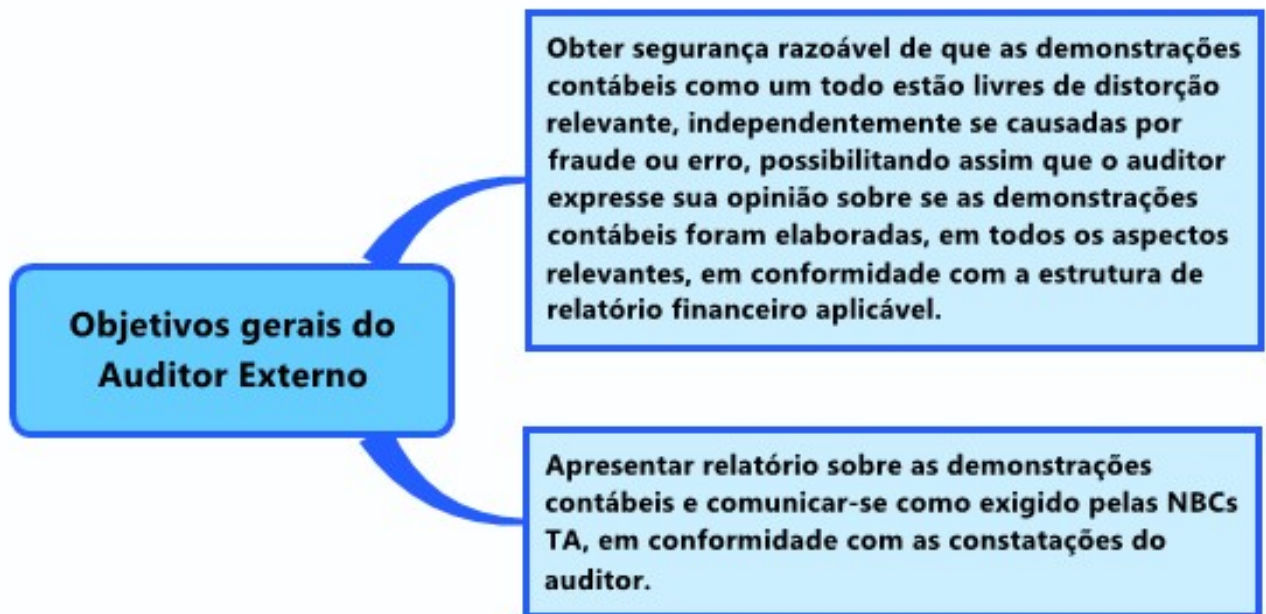 Obter segurança razoável de que as demonstrações
contábeis como um todo estão livres de distorção
relevante, independentemente se causadas por
fraude ou erro, possibilitando assim que o auditor
expresse sua opinião sobre se as demonstrações
contábeis foram elaboradas, em todos os aspectos
relevantes, em conformidade com a estrutura de
relatório financeiro aplicável.
Objetivos gerais do
Auditor Externo
Apresentar relatório sobre as demonstrações
contábeis e comunicar-se como exigido pelas NBCs
TA, em conformidade com as constatações do
auditor.